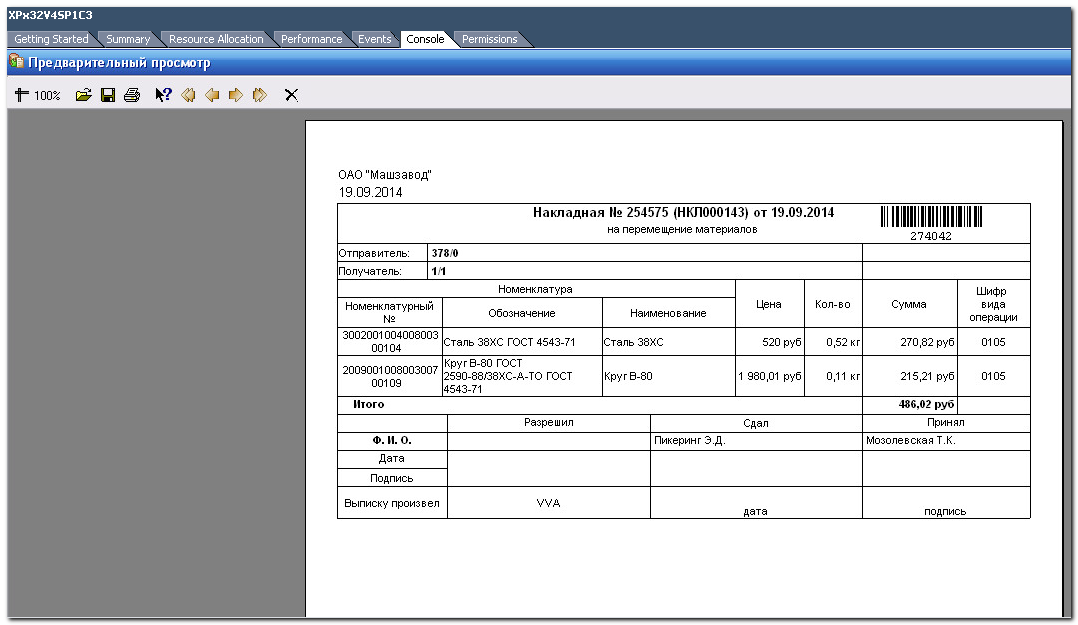 XPx32V4SP1C3
Getting Started Summary Resource Allocation Performance Events Console Permissions
Предварительный просмотр
100%
ОАО "Машзавод"
19.09.2014
Накладная № 254575 (НКЛ000143) от 19.09.2014
на перемещение материалов
274042
Отправитель: 378/0
Получатель: 1/1
Номенклатура
Номенклатурный №
Обозначение
Наименование
Цена
Кол-во
Сумма
Шифр
вида
операции
3002001004008003
00104
Сталь 38ХС ГОСТ 4543-71 Сталь 38ХС 520 руб 0,52 кг 270,82 руб 0105
2009001008003007
00109
Круг В-80 ГОСТ
2590-88/38ХС-А-ТО ГОСТ
4543-71
Круг В-80 1 980,01 руб 0,11 кг 215,21 руб 0105
Итого 486,02 руб
Разрешил Сдал Принял
Ф. И. О. Пикеринг Э.Д. Мозолевская Т.К.
Дата
Подпись
Выписку произвел VVA дата подпись